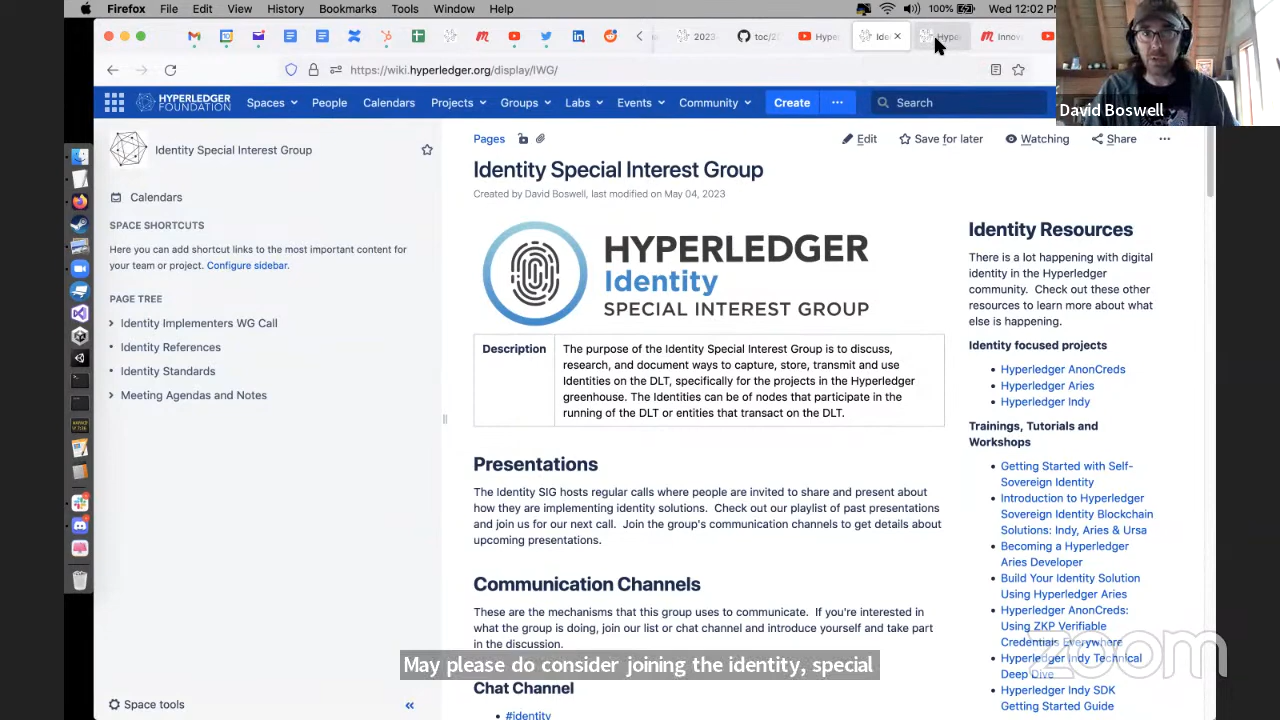 Firefox File Edit View History Bookmarks Tools Window Help 100% Wed 12:02 PM
2023- toc/2 Hype Ide Hype Innov
https://wiki.hyperledger.org/display/IWG/
HYPERLEDGER FOUNDATION Spaces People Calendars Projects Groups Labs Events Community Create ... Search
David Boswell
Identity Special Interest Group
Calendars
SPACE SHORTCUTS
Here you can add shortcut links to the most important content for
your team or project. Configure sidebar.
PAGE TREE
Identity Implementers WG Call
Identity References
Identity Standards
Meeting Agendas and Notes
Space tools
Pages
Edit Save for later Watching Share ...
Identity Special Interest Group
Created by David Boswell, last modified on May 04, 2023
HYPERLEDGER
Identity
SPECIAL INTEREST GROUP
Description
The purpose of the Identity Special Interest Group is to discuss,
research, and document ways to capture, store, transmit and use
Identities on the DLT, specifically for the projects in the Hyperledger
greenhouse. The Identities can be of nodes that participate in the
running of the DLT or entities that transact on the DLT.
Presentations
The Identity SIG hosts regular calls where people are invited to share and present about
how they are implementing identity solutions. Check out our playlist of past presentations
and join us for our next call. Join the group's communication channels to get details about
upcoming presentations.
Communication Channels
These are the mechanisms that this group uses to communicate. If you're interested in
what the group is doing, join our list or chat channel and introduce yourself and take part
in the discussion.
Chat Channel
#identity
Identity Resources
There is a lot happening with digital
identity in the Hyperledger
community. Check out these other
resources to learn more about what
else is happening.
Identity focused projects
Hyperledger AnonCreds
Hyperledger Aries
Hyperledger Indy
Trainings, Tutorials and
Workshops
Getting Started with Self-
Sovereign Identity
Introduction to Hyperledger
Sovereign Identity Blockchain
Solutions: Indy, Aries & Ursa
Becoming a Hyperledger
Aries Developer
Build Your Identity Solution
Using Hyperledger Aries
Hyperledger AnonCreds:
Using ZKP Verifiable
Credentials Everywhere
Hyperledger Indy Technical
Deep Dive
Hyperledger Indy SDK
Getting Started Guide
May please do consider joining the identity, special
zoom